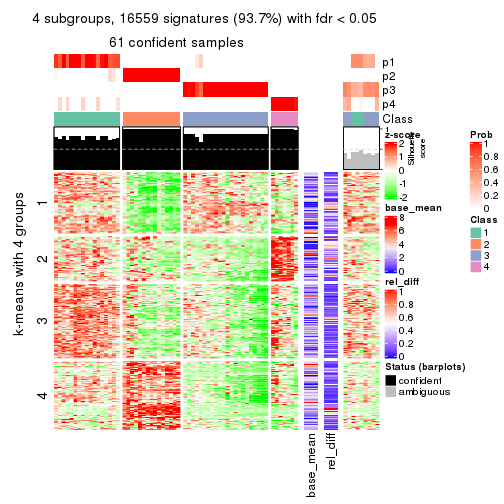 4 subgroups, 16559 signatures (93.7%) with fdr < 0.05
61 confident samples
p1
p2
p3
p4
Class
1
Silhouette
score
k-means with 4 groups
1
2
3
4
base_mean
rel_diff
z-score
2
1
0
-1
-2
base_mean
8
6
4
2
0
rel_diff
1
0.8
0.6
0.4
0.2
0
Status (barplots)
confident
ambiguous
Prob
1
0.8
0.6
0.4
0.2
0
Class
1
2
3
4